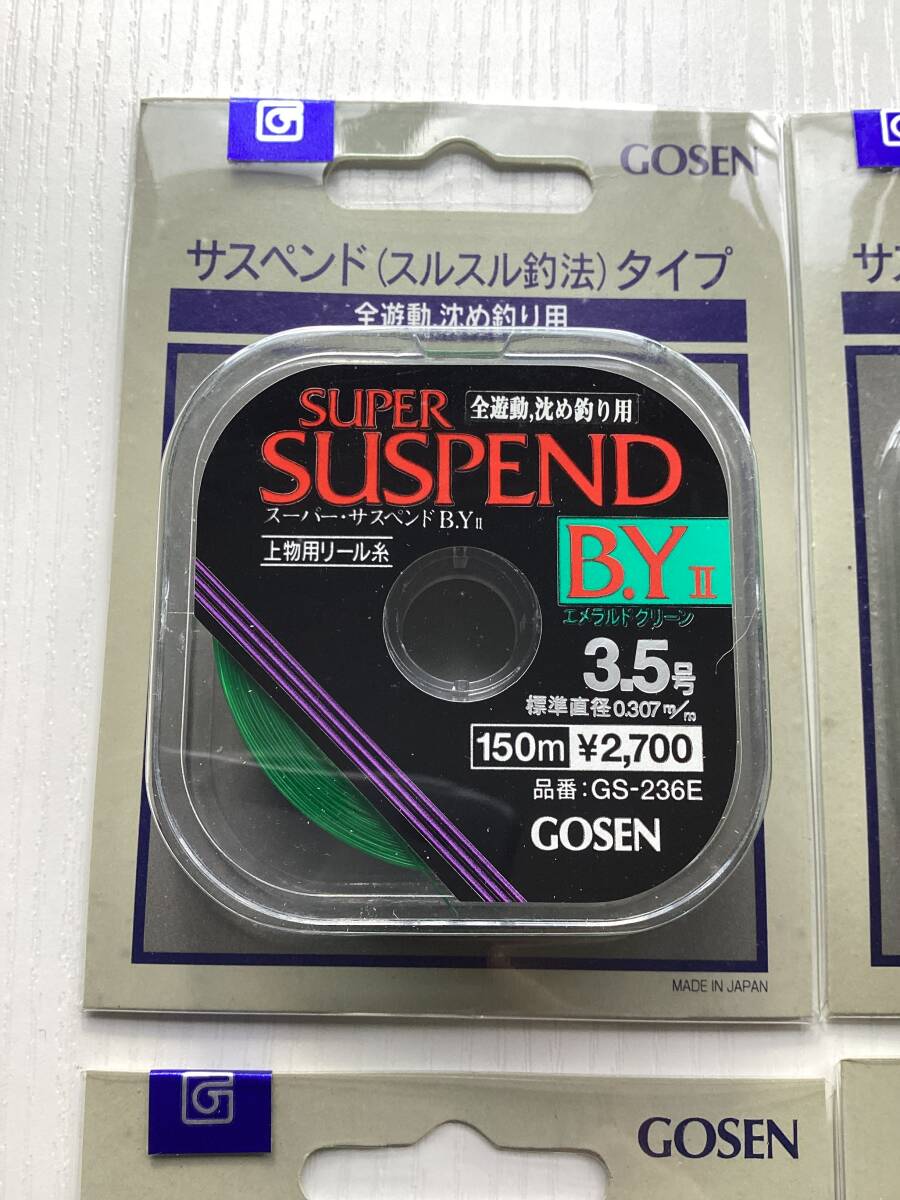 GOSEN
サスペンド(スルスル釣法)タイプ
全遊動,沈め釣り用
SUPER 全遊動,沈め釣り用
SUSPEND
スーパー・サスペンド B.Y II
上物用リール糸
B.Y II
エメラルドグリーン
3.5号
標準直径0.307m/m
150m ¥2,700
品番:GS-236E
GOSEN
MADE IN JAPAN
サス
GOSEN